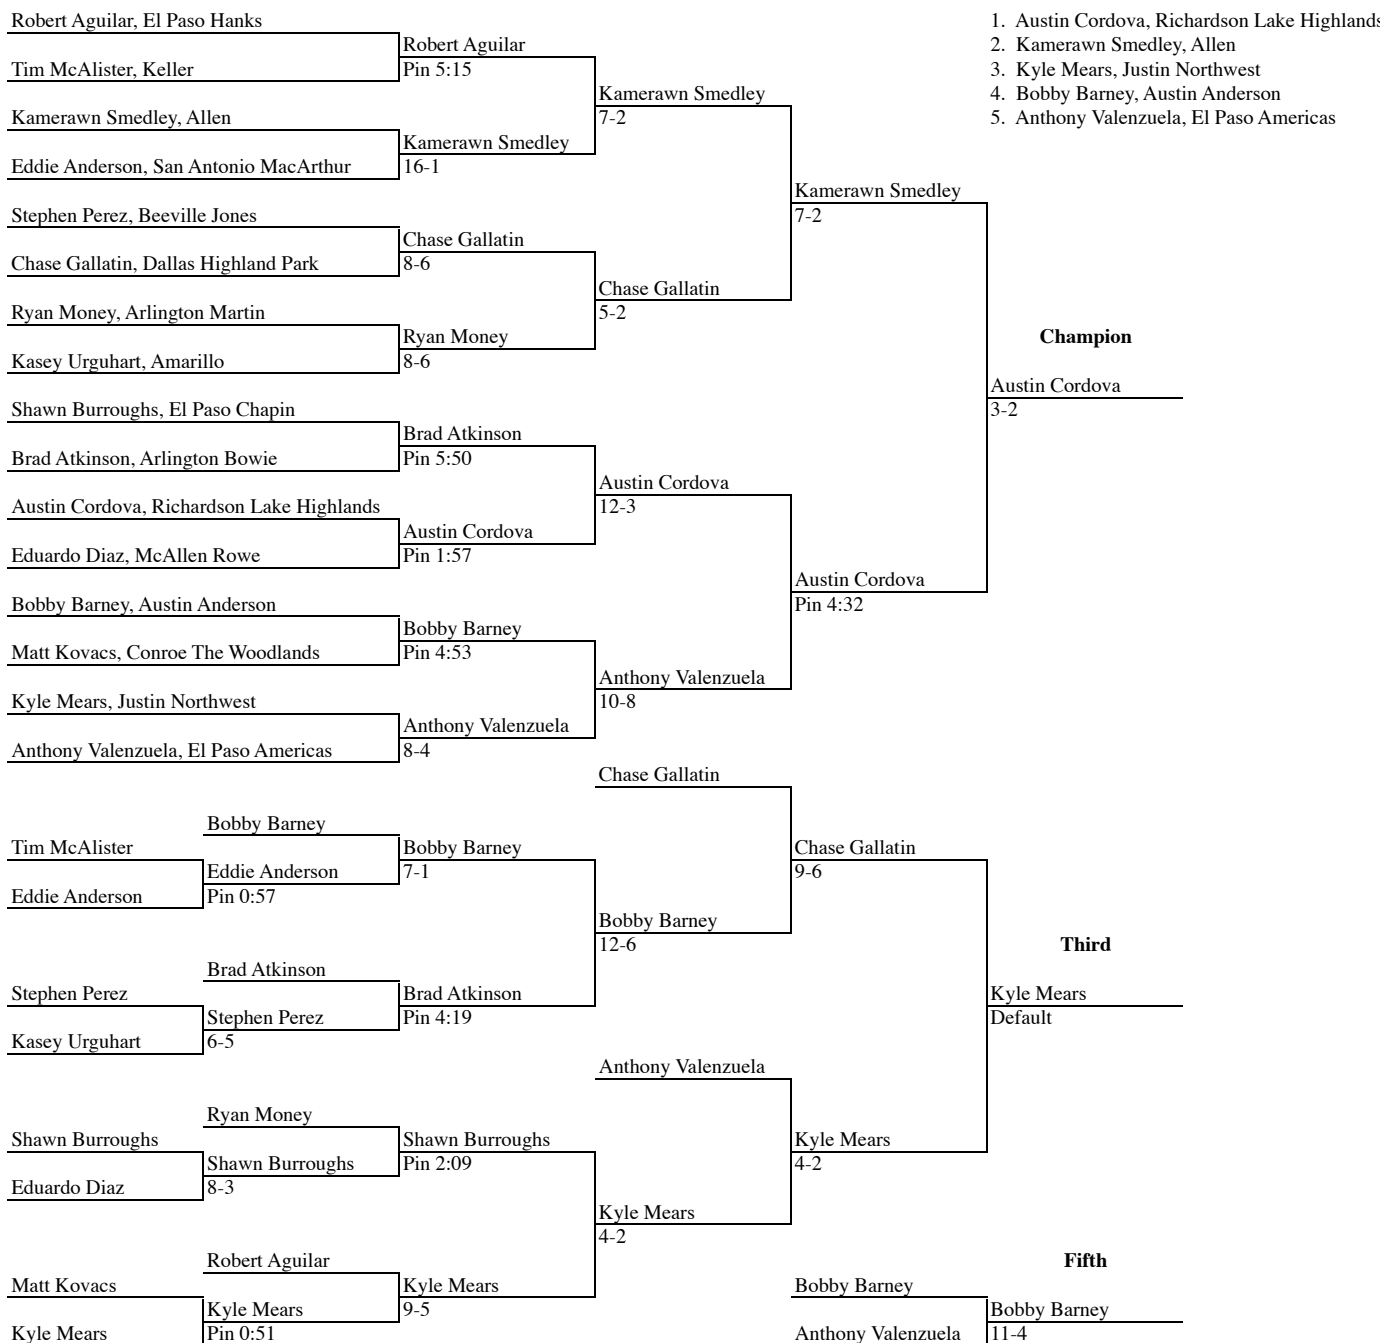 Robert Aguilar, El Paso Hanks
1. Austin Cordova, Richardson Lake Highlands
Robert Aguilar
2. Kamerawn Smedley, Allen
Tim McAlister, Keller
Pin 5:15
3. Kyle Mears, Justin Northwest
Kamerawn Smedley
4. Bobby Barney, Austin Anderson
Kamerawn Smedley, Allen
7-2
5. Anthony Valenzuela, El Paso Americas
Kamerawn Smedley
Eddie Anderson, San Antonio MacArthur
16-1
Kamerawn Smedley
Stephen Perez, Beeville Jones
7-2
Chase Gallatin
Chase Gallatin, Dallas Highland Park
8-6
Chase Gallatin
Ryan Money, Arlington Martin
5-2
Ryan Money
Champion
Kasey Urguhart, Amarillo
8-6
Austin Cordova
Shawn Burroughs, El Paso Chapin
3-2
Brad Atkinson
Brad Atkinson, Arlington Bowie
Pin 5:50
Austin Cordova
Austin Cordova, Richardson Lake Highlands
12-3
Austin Cordova
Eduardo Diaz, McAllen Rowe
Pin 1:57
Austin Cordova
Bobby Barney, Austin Anderson
Pin 4:32
Bobby Barney
Matt Kovacs, Conroe The Woodlands
Pin 4:53
Anthony Valenzuela
Kyle Mears, Justin Northwest
10-8
Anthony Valenzuela
Anthony Valenzuela, El Paso Americas
8-4
Chase Gallatin
Bobby Barney
Tim McAlister
Bobby Barney
Chase Gallatin
Eddie Anderson
7-1
9-6
Eddie Anderson
Pin 0:57
Bobby Barney
12-6
Third
Brad Atkinson
Stephen Perez
Brad Atkinson
Kyle Mears
Stephen Perez
Pin 4:19
Default
Kasey Urguhart
6-5
Anthony Valenzuela
Ryan Money
Shawn Burroughs
Shawn Burroughs
Kyle Mears
Shawn Burroughs
Pin 2:09
4-2
Eduardo Diaz
8-3
Kyle Mears
4-2
Robert Aguilar
Fifth
Matt Kovacs
Kyle Mears
Bobby Barney
Kyle Mears
9-5
Bobby Barney
Kyle Mears
Pin 0:51
Anthony Valenzuela
11-4